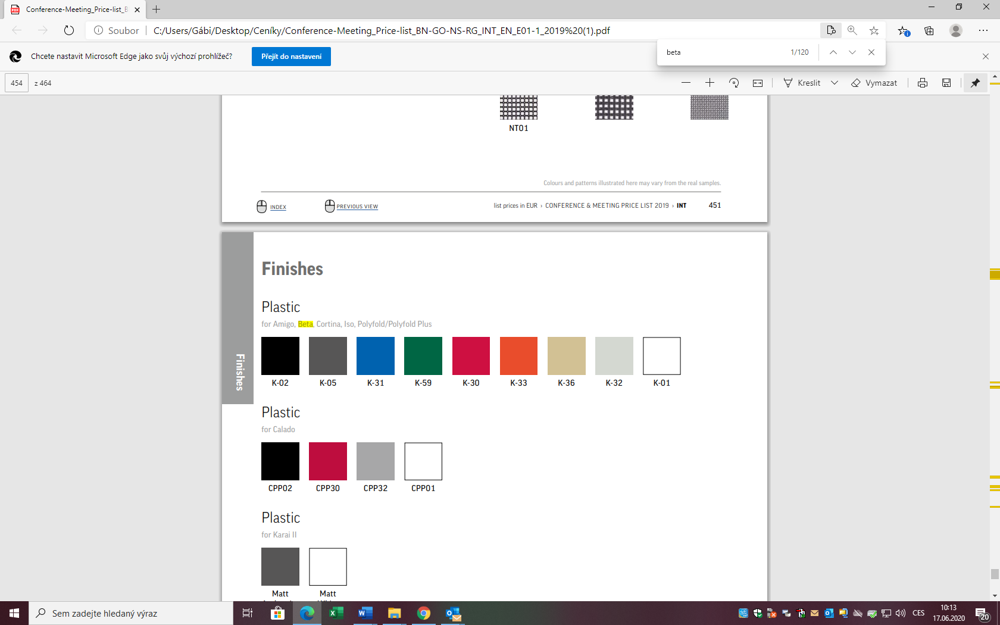 Conference-Meeting_Price-list_B
Soubor
C:/Users/Gábi/Desktop/Ceníky/Conference-Meeting_Price-list_BN-GO-NS-RG_INT_EN_E01-1_2019%20(1).pdf
Chcete nastavit Microsoft Edge jako svůj výchozí prohlížeč?
Přejít do nastavení
beta
1/120
454
z 464
Kreslit
Vymazat
NT01
Colours and patterns illustrated here may vary from the real samples.
INDEX
PREVIOUS VIEW
list prices in EUR › CONFERENCE & MEETING PRICE LIST 2019 › INT 451
Finishes
Finishes
Plastic
for Amigo, Beta, Cortina, Iso, Polyfold/Polyfold Plus
K-02 K-05 K-31 K-59 K-30 K-33 K-36 K-32 K-01
Plastic
for Calado
CPP02 CPP30 CPP32 CPP01
Plastic
for Karai II
Matt Matt
Sem zadejte hledaný výraz
CES
10:13
17.06.2020
20